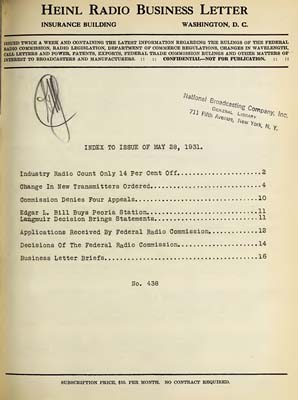 HEINL RADIO BUSINESS LETTER
INSURANCE BUILDING WASHINGTON, D. C.
ISSUED TWICE A WEEK AND CONTAINING THE LATEST INFORMATION REGARDING THE RULINGS OF THE FEDERAL
RADIO COMMISSION, RADIO LEGISLATION, DEPARTMENT OF COMMERCE REGULATIONS, CHANGES IN WAVELENGTH,
CALL LETTERS AND POWER, PATENTS, EXPORTS, FEDERAL TRADE COMMISSION RULINGS AND OTHER MATTERS OF
INTEREST TO BROADCASTERS AND MANUFACTURERS. :: :: CONFIDENTIAL—NOT FOR PUBLICATION. :: ::
National Broadcasting Company, Inc.
GENERAL LIBRARY
711 Fifth Avenue, New York, N. Y.
INDEX TO ISSUE OF MAY 28, 1931.
Industry Radio Count Only 14 Per Cent Off....................2
Change In New Transmitters Ordered....................4
Commission Denies Four Appeals....................10
Edgar L. Bill Buys Peoria Station....................11
Langmuir Decision Brings Statements....................11
Applications Received By Federal Radio Commission............12
Decisions Of The Federal Radio Commission....................14
Business Letter Briefs....................16
No. 438
SUBSCRIPTION PRICE, $10. PER MONTH. NO CONTRACT REQUIRED.